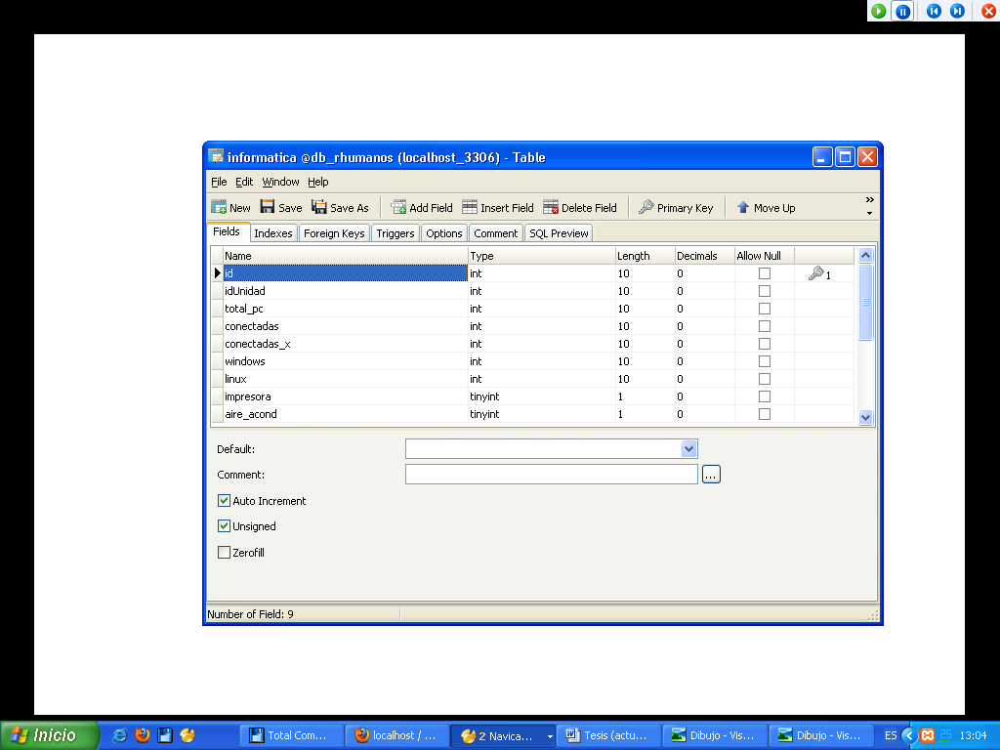 informatica @db_rhumanos (localhost_3306) - Table
File Edit Window Help
New Save Save As Add Field Insert Field Delete Field Primary Key Move Up »
Fields Indexes Foreign Keys Triggers Options Comment SQL Preview
Name Type Length Decimals Allow Null
id int 10 0 1
idUnidad int 10 0
total_pc int 10 0
conectadas int 10 0
conectadas_x int 10 0
windows int 10 0
linux int 10 0
impresora tinyint 1 0
aire_acond tinyint 1 0
Default:
Comment: ...
Auto Increment
Unsigned
Zerofill
Number of Field: 9
Inicio Total Com... localhost / ... 2 Navica... Tesis (actu... Dibujo - Vis... Dibujo - Vis... ES 25 13:04